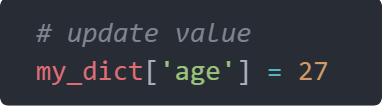 # update value
my_dict['age'] = 27